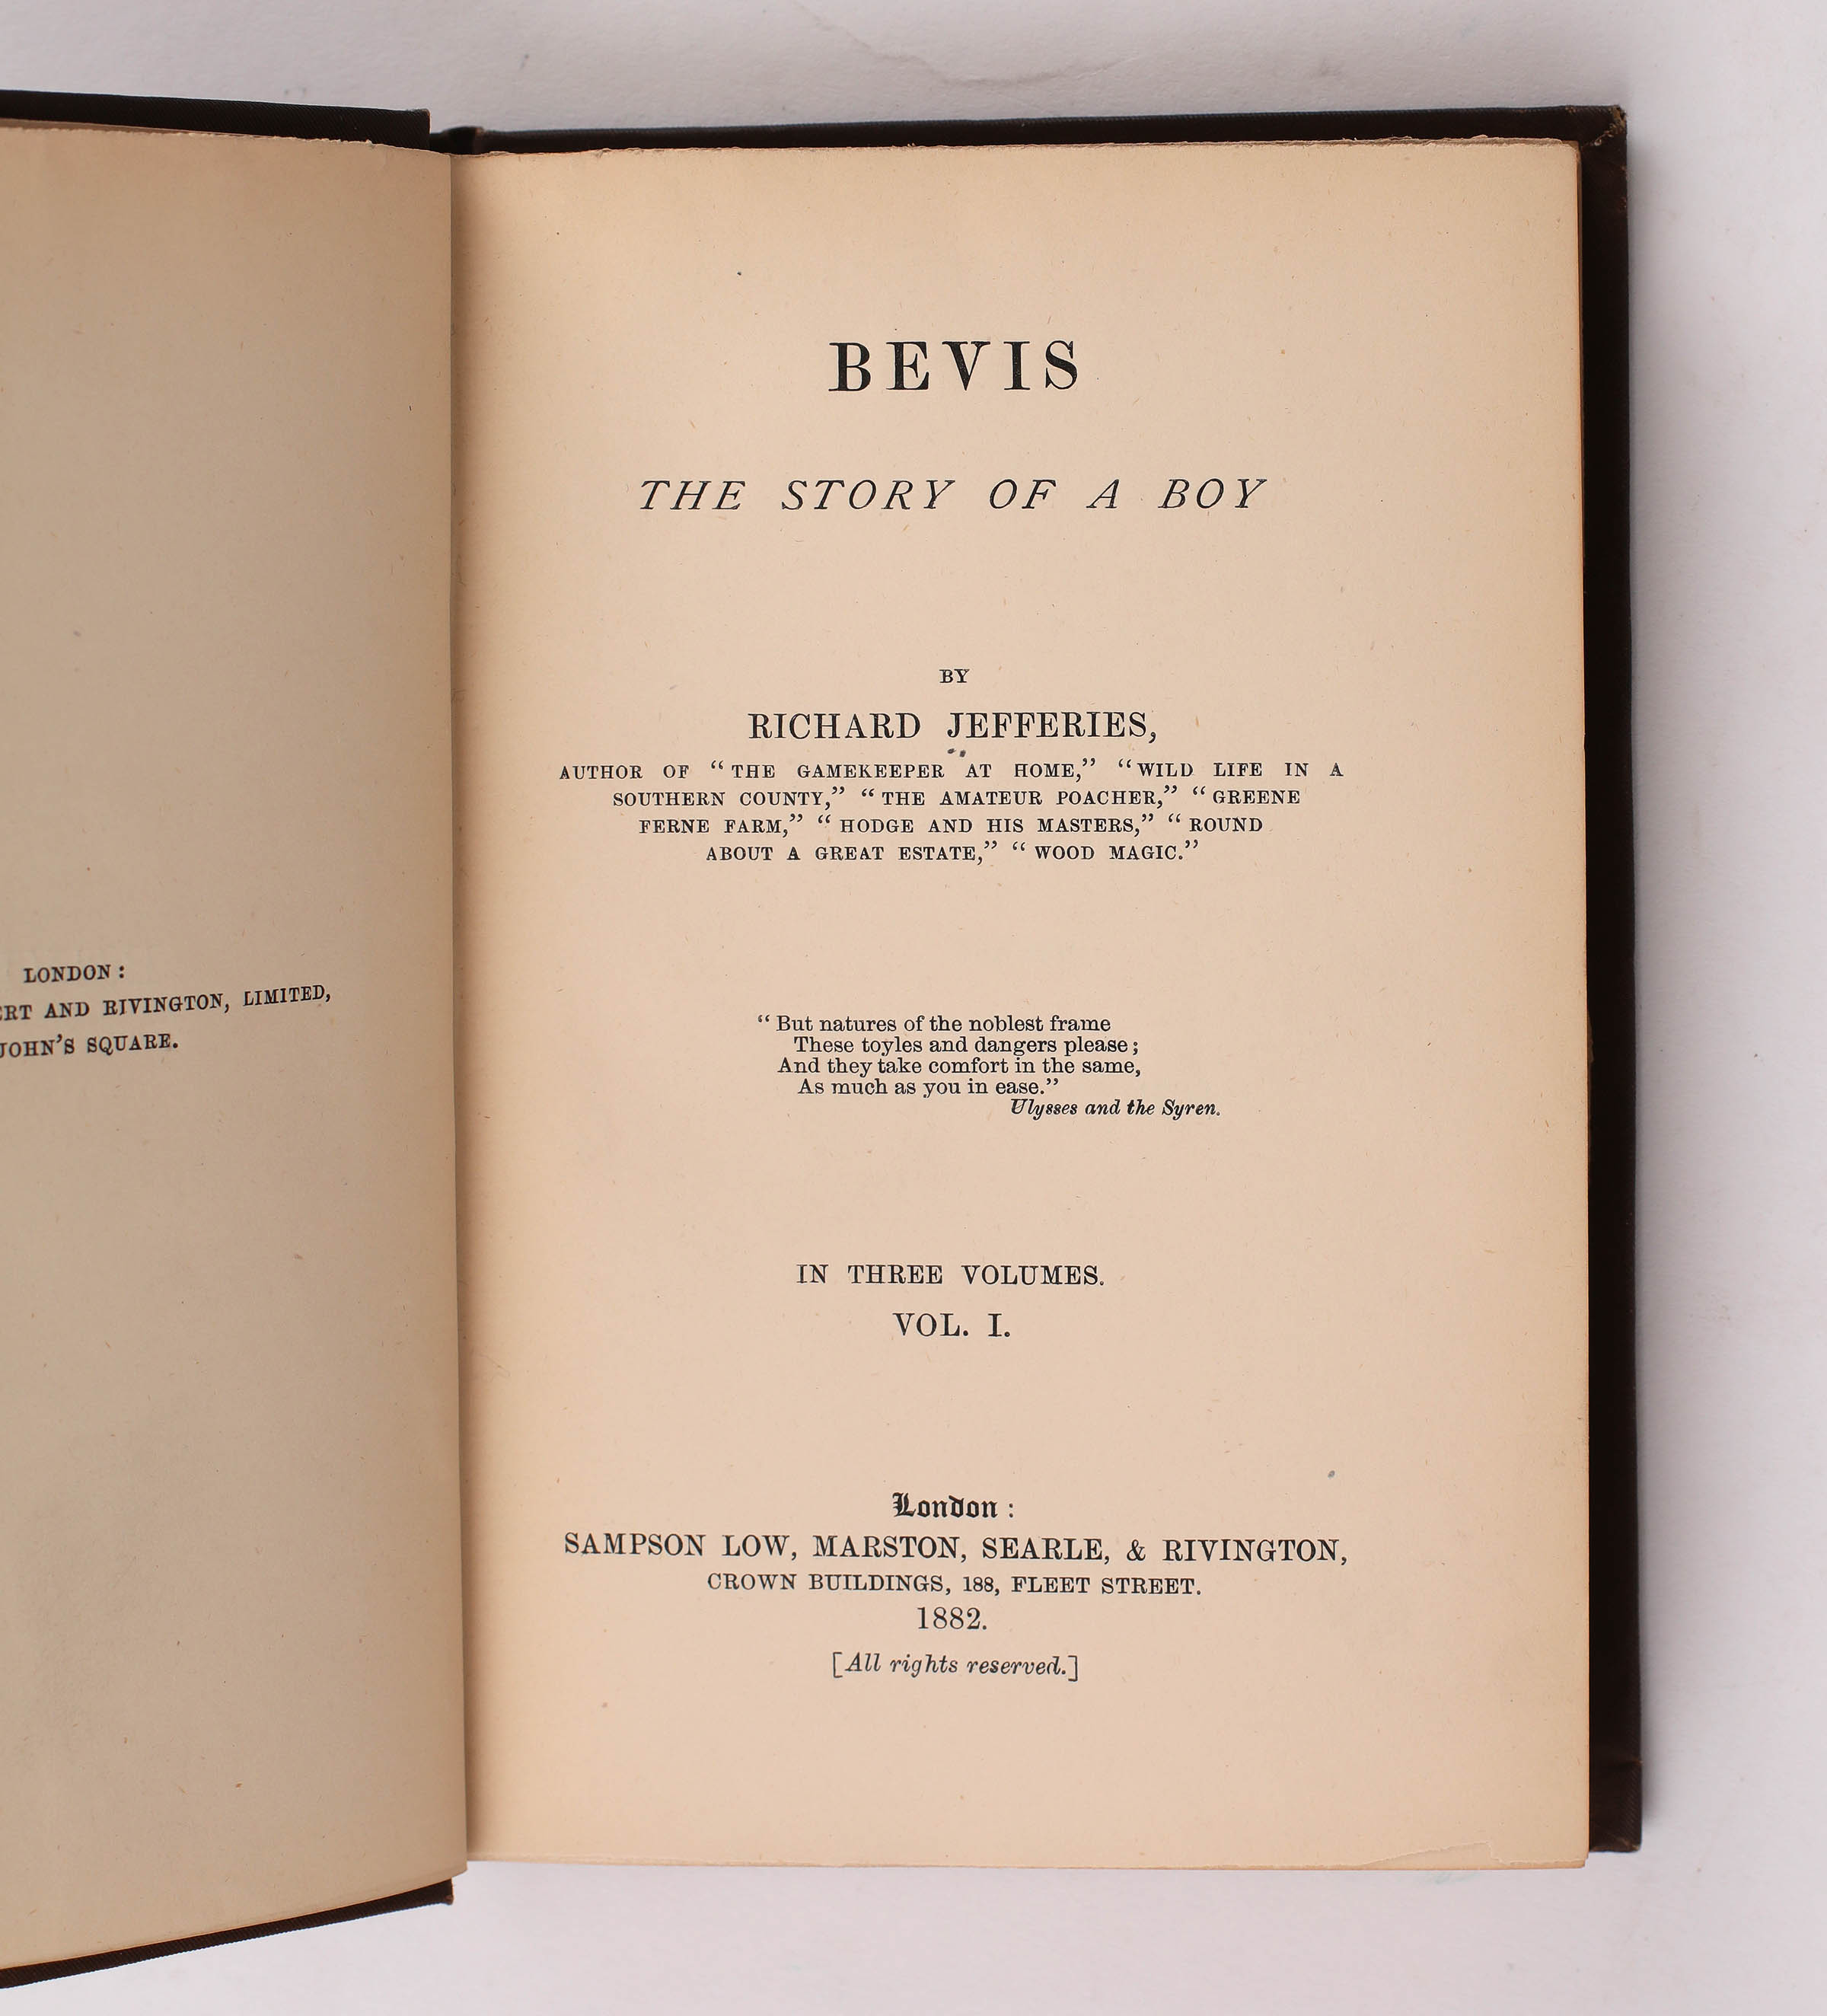 LONDON :
AND RIVINGTON, LIMITED,
JOHN'S SQUARE.
BEVIS
THE STORY OF A BOY
BY
RICHARD JEFFERIES,
AUTHOR OF “ THE GAMEKEEPER AT HOME,” “ WILD LIFE IN A
SOUTHERN COUNTY,” “ THE AMATEUR POACHER,” “ GREENE
FERNE FARM,” “ HODGE AND HIS MASTERS,” “ ROUND
ABOUT A GREAT ESTATE,” “ WOOD MAGIC.”
“ But natures of the noblest frame
These toyles and dangers please ;
And they take comfort in the same,
As much as you in ease.”
Ulysses and the Syren.
IN THREE VOLUMES.
VOL. I.
London :
SAMPSON LOW, MARSTON, SEARLE, & RIVINGTON,
CROWN BUILDINGS, 188, FLEET STREET.
1882.
[All rights reserved.]